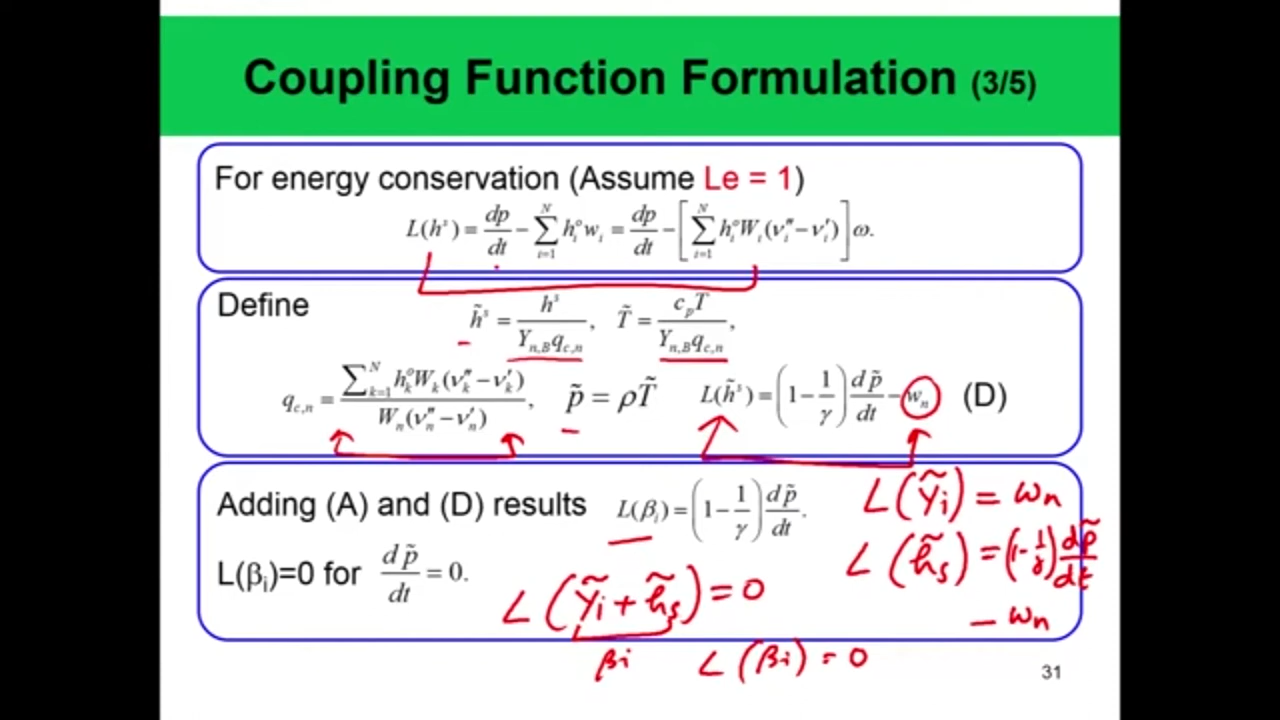 Coupling Function Formulation (3/5)
For energy conservation (Assume Le = 1)
L(hˢ) = dp/dt − ∑_{i=1}^{N} h_i^o w_i = dp/dt − [∑_{i=1}^{N} h_i^o W_i (ν_i″ − ν_i′)] ω.
Define
h̃ˢ = hˢ / (Y_{n,B} q_{c,n}), T̃ = c_p T / (Y_{n,B} q_{c,n}),
q_{c,n} = ∑_{k=1}^{N} h_k^o W_k (ν_k″ − ν_k′) / (W_n (ν_n″ − ν_n′)), p̃ = ρT̃ L(h̃ˢ) = (1 − 1/γ) dp̃/dt − w_n (D)
Adding (A) and (D) results L(β_i) = (1 − 1/γ) dp̃/dt.
L(β_i)=0 for dp̃/dt = 0.
L(ỹ_i) = ω_n
L(h̃_s) = (1 − 1/γ) dp̃/dt
− ω_n
L(ỹ_i + h̃_s) = 0
β_i L(β_i) = 0
31